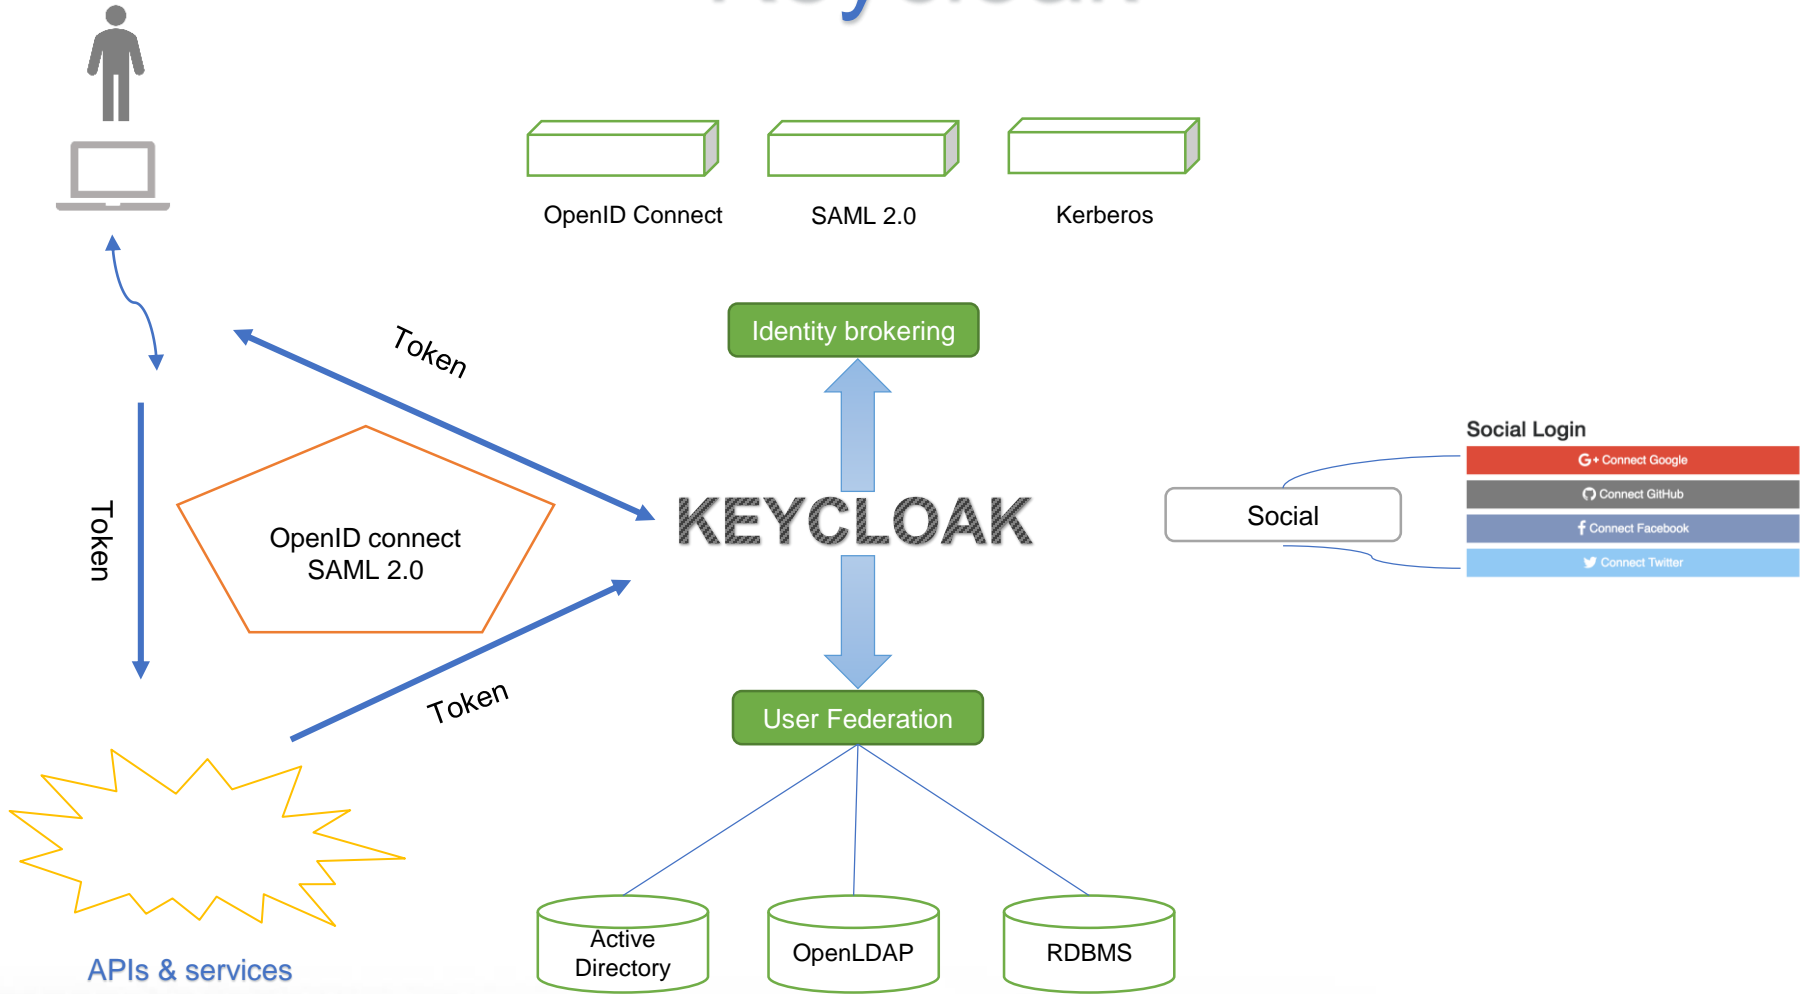 Keycloak
OpenID Connect
SAML 2.0
Kerberos
Identity brokering
Token
Social Login
G+ Connect Google
Connect GitHub
Connect Facebook
Connect Twitter
KEYCLOAK
Social
Token
OpenID connect
SAML 2.0
Token
User Federation
Active
Directory
OpenLDAP
RDBMS
APIs & services